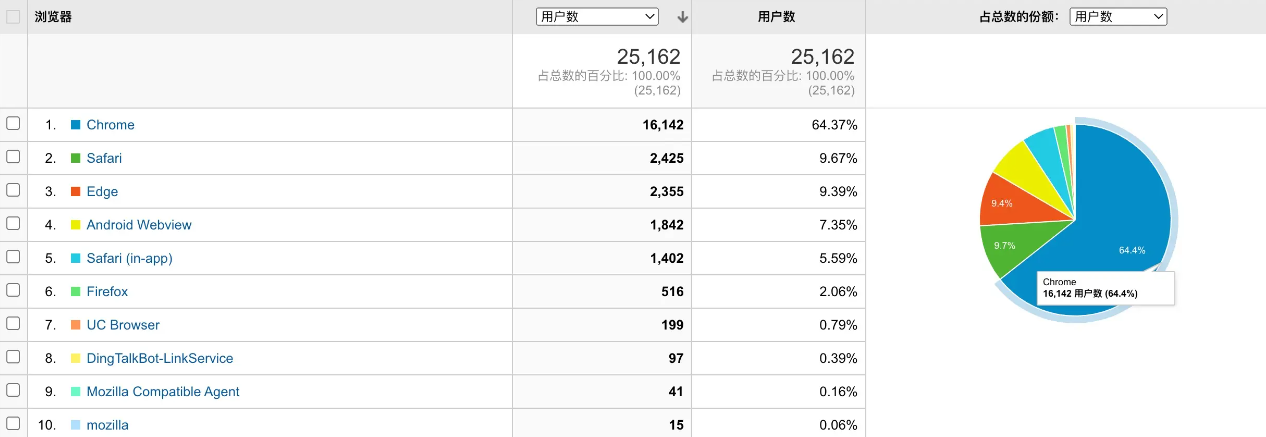 浏览器 用户数 用户数 占总数的份额: 用户数
25,162 25,162
占总数的百分比: 100.00% 占总数的百分比: 100.00%
(25,162) (25,162)
1. Chrome 16,142 64.37%
2. Safari 2,425 9.67%
3. Edge 2,355 9.39%
4. Android Webview 1,842 7.35%
5. Safari (in-app) 1,402 5.59%
6. Firefox 516 2.06%
7. UC Browser 199 0.79%
8. DingTalkBot-LinkService 97 0.39%
9. Mozilla Compatible Agent 41 0.16%
10. mozilla 15 0.06%
9.4%
9.7%
64.4%
Chrome
16,142 用户数 (64.4%)